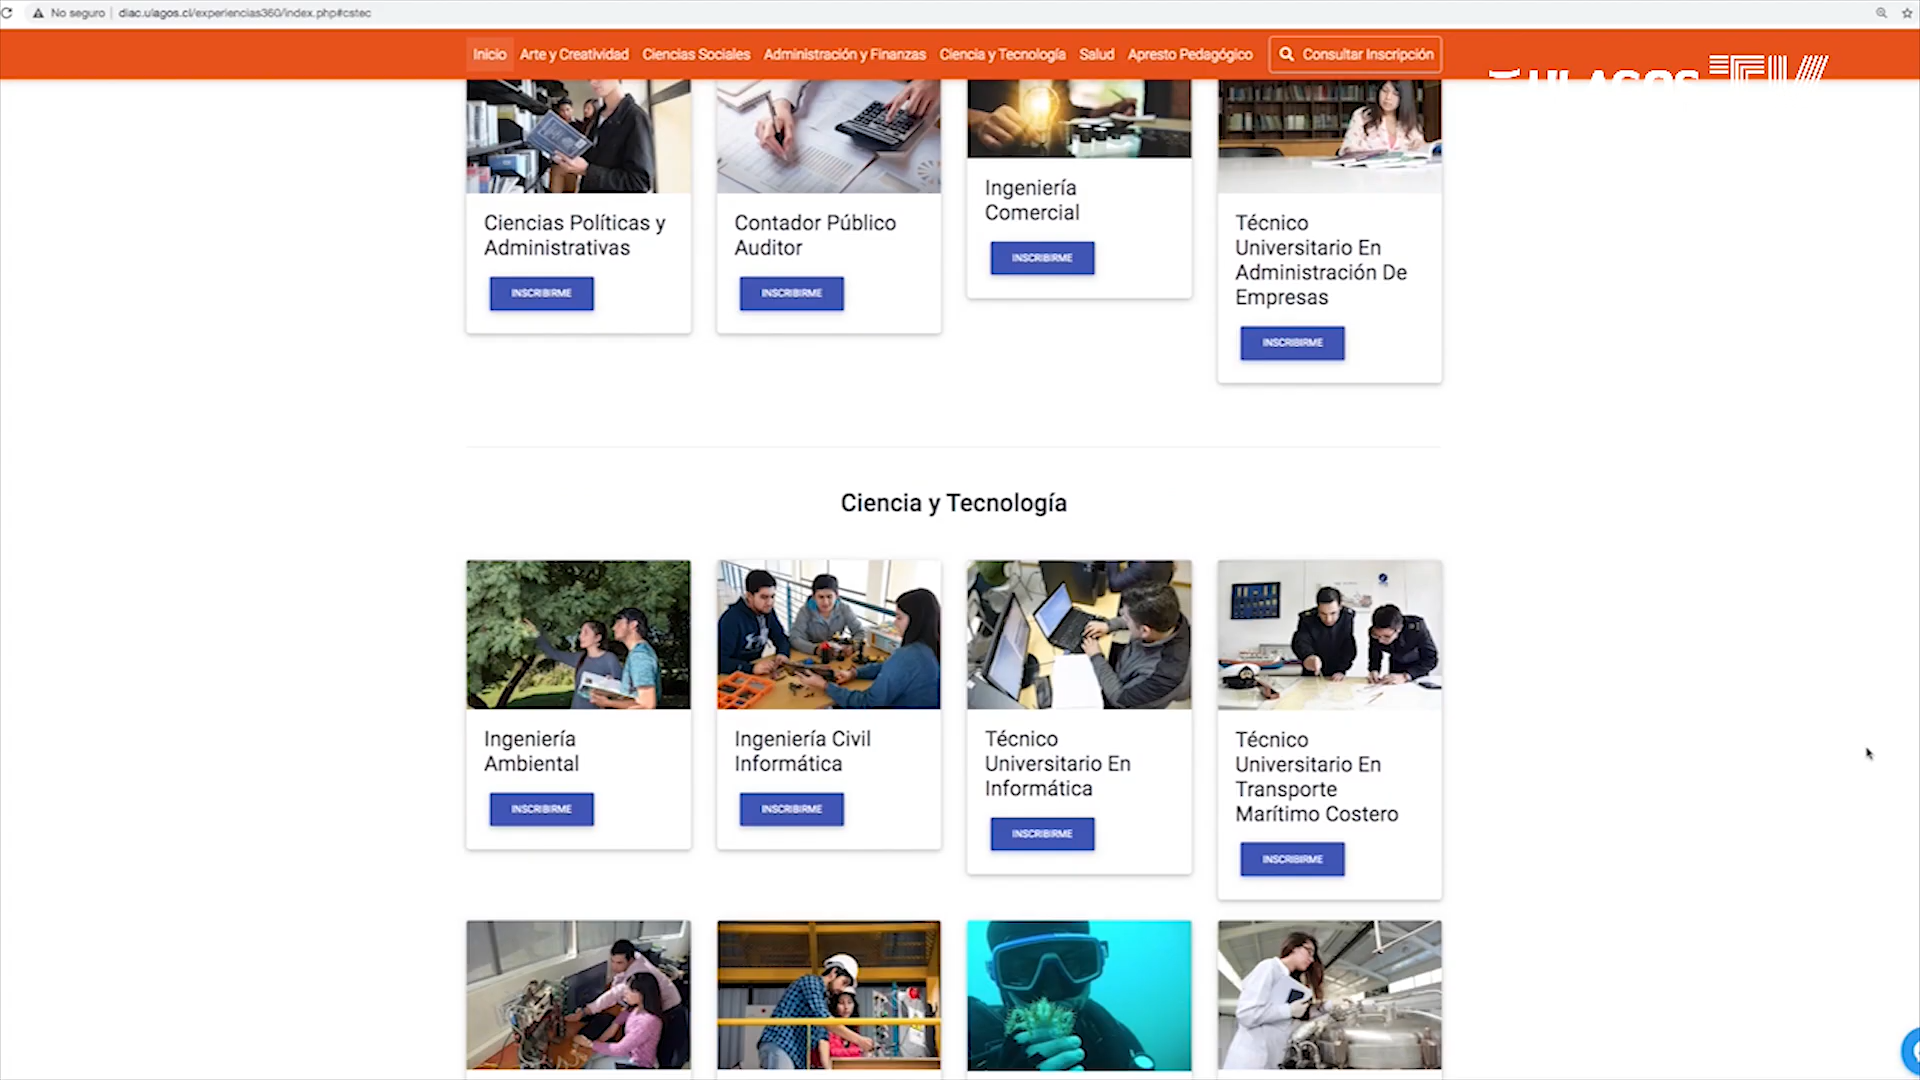 No seguro
diac.ulagos.cl/experiencias360/index.php#cstec
Inicio
Arte y Creatividad
Ciencias Sociales
Administración y Finanzas
Ciencia y Tecnología
Salud
Apresto Pedagógico
Consultar Inscripción
ULAGOS TV
Ciencias Políticas y
Administrativas
INSCRIBIRME
Contador Público
Auditor
INSCRIBIRME
Ingeniería
Comercial
INSCRIBIRME
Técnico
Universitario En
Administración De
Empresas
INSCRIBIRME
Ciencia y Tecnología
Ingeniería
Ambiental
INSCRIBIRME
Ingeniería Civil
Informática
INSCRIBIRME
Técnico
Universitario En
Informática
INSCRIBIRME
Técnico
Universitario En
Transporte
Marítimo Costero
INSCRIBIRME